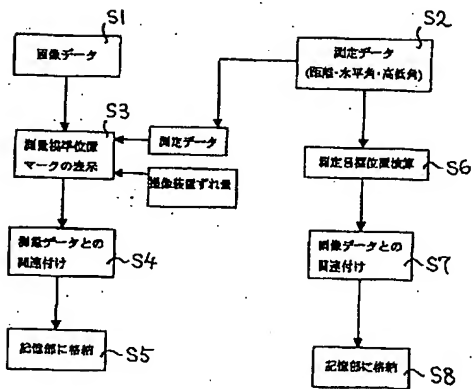 S1
画像データ
S2
測定データ
(距離・水平角・高低角)
S3
測量標準位置
マークの表示
測定データ
撮像装置ずれ量
測定目標位置演算
S6
測量データとの
関連付け
S4
画像データとの
関連付け
S7
記憶部に格納
S5
記憶部に格納
S8